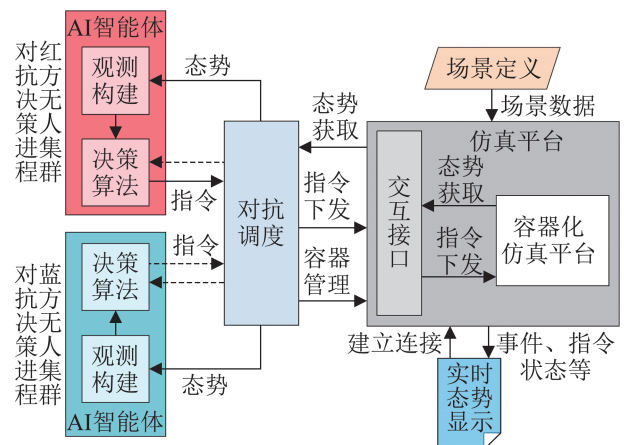 AI智能体
红方无人集群
对抗决策进程
观测
构建
决策
算法
态势
指令
蓝方无人集群
对抗决策进程
决策
算法
观测
构建
AI智能体
指令
态势
对抗
调度
态势
获取
指令
下发
容器
管理
场景定义
场景数据
仿真平台
交互接口
态势
获取
指令
下发
容器化
仿真平台
建立连接
事件、指令
状态等
实时
态势
显示